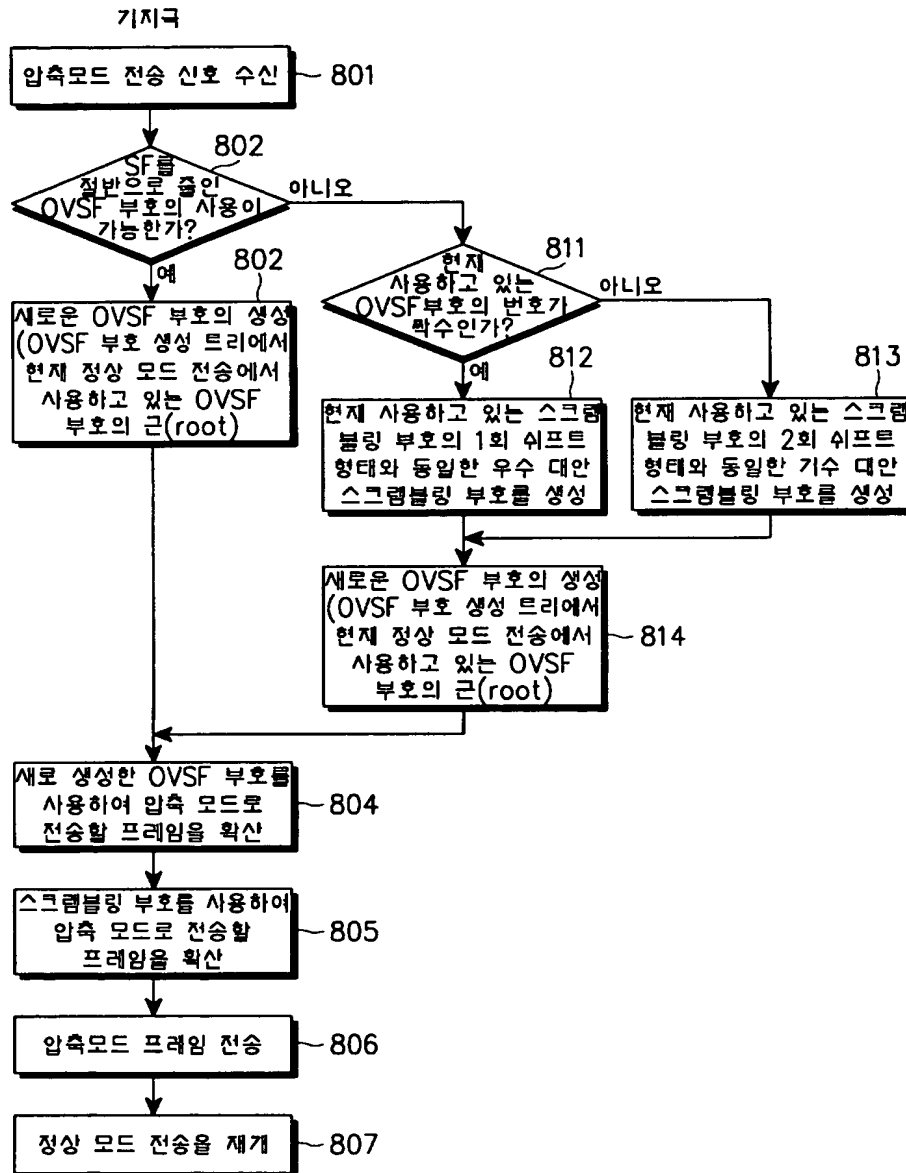 기지국
압축모드 전송 신호 수신
801
802
SF를
절반으로 줄인
OVSF 부호의 사용이
가능한가?
아니오
예
802
새로운 OVSF 부호의 생성
(OVSF 부호 생성 트리에서
현재 정상 모드 전송에서
사용하고 있는 OVSF
부호의 근(root)
811
현재
사용하고 있는
OVSF부호의 번호가
짝수인가?
아니오
예
812
현재 사용하고 있는 스크램
블링 부호의 1회 쉬프트
형태와 동일한 우수 대안
스크램블링 부호를 생성
813
현재 사용하고 있는 스크램
블링 부호의 2회 쉬프트
형태와 동일한 기수 대안
스크램블링 부호를 생성
새로운 OVSF 부호의 생성
(OVSF 부호 생성 트리에서
현재 정상 모드 전송에서
사용하고 있는 OVSF
부호의 근(root)
814
새로 생성한 OVSF 부호를
사용하여 압축 모드로
전송할 프레임을 확산
804
스크램블링 부호를 사용하여
압축 모드로 전송할
프레임을 확산
805
압축모드 프레임 전송
806
정상 모드 전송을 재개
807